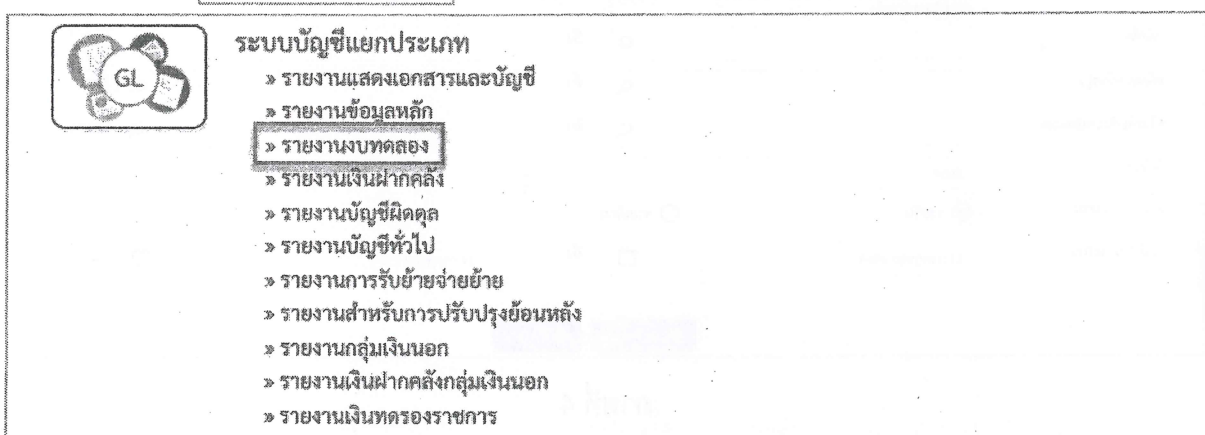 GL
ระบบบัญชีแยกประเภท
» รายงานแสดงเอกสารและบัญชี
» รายงานข้อมูลหลัก
» รายงานงบทดลอง
» รายงานเงินฝากคลัง
» รายงานบัญชีผิดดุล
» รายงานบัญชีทั่วไป
» รายงานการรับย้ายจ่ายย้าย
» รายงานสำหรับการปรับปรุงย้อนหลัง
» รายงานกลุ่มเงินนอก
» รายงานเงินฝากคลังกลุ่มเงินนอก
» รายงานเงินทดรองราชการ